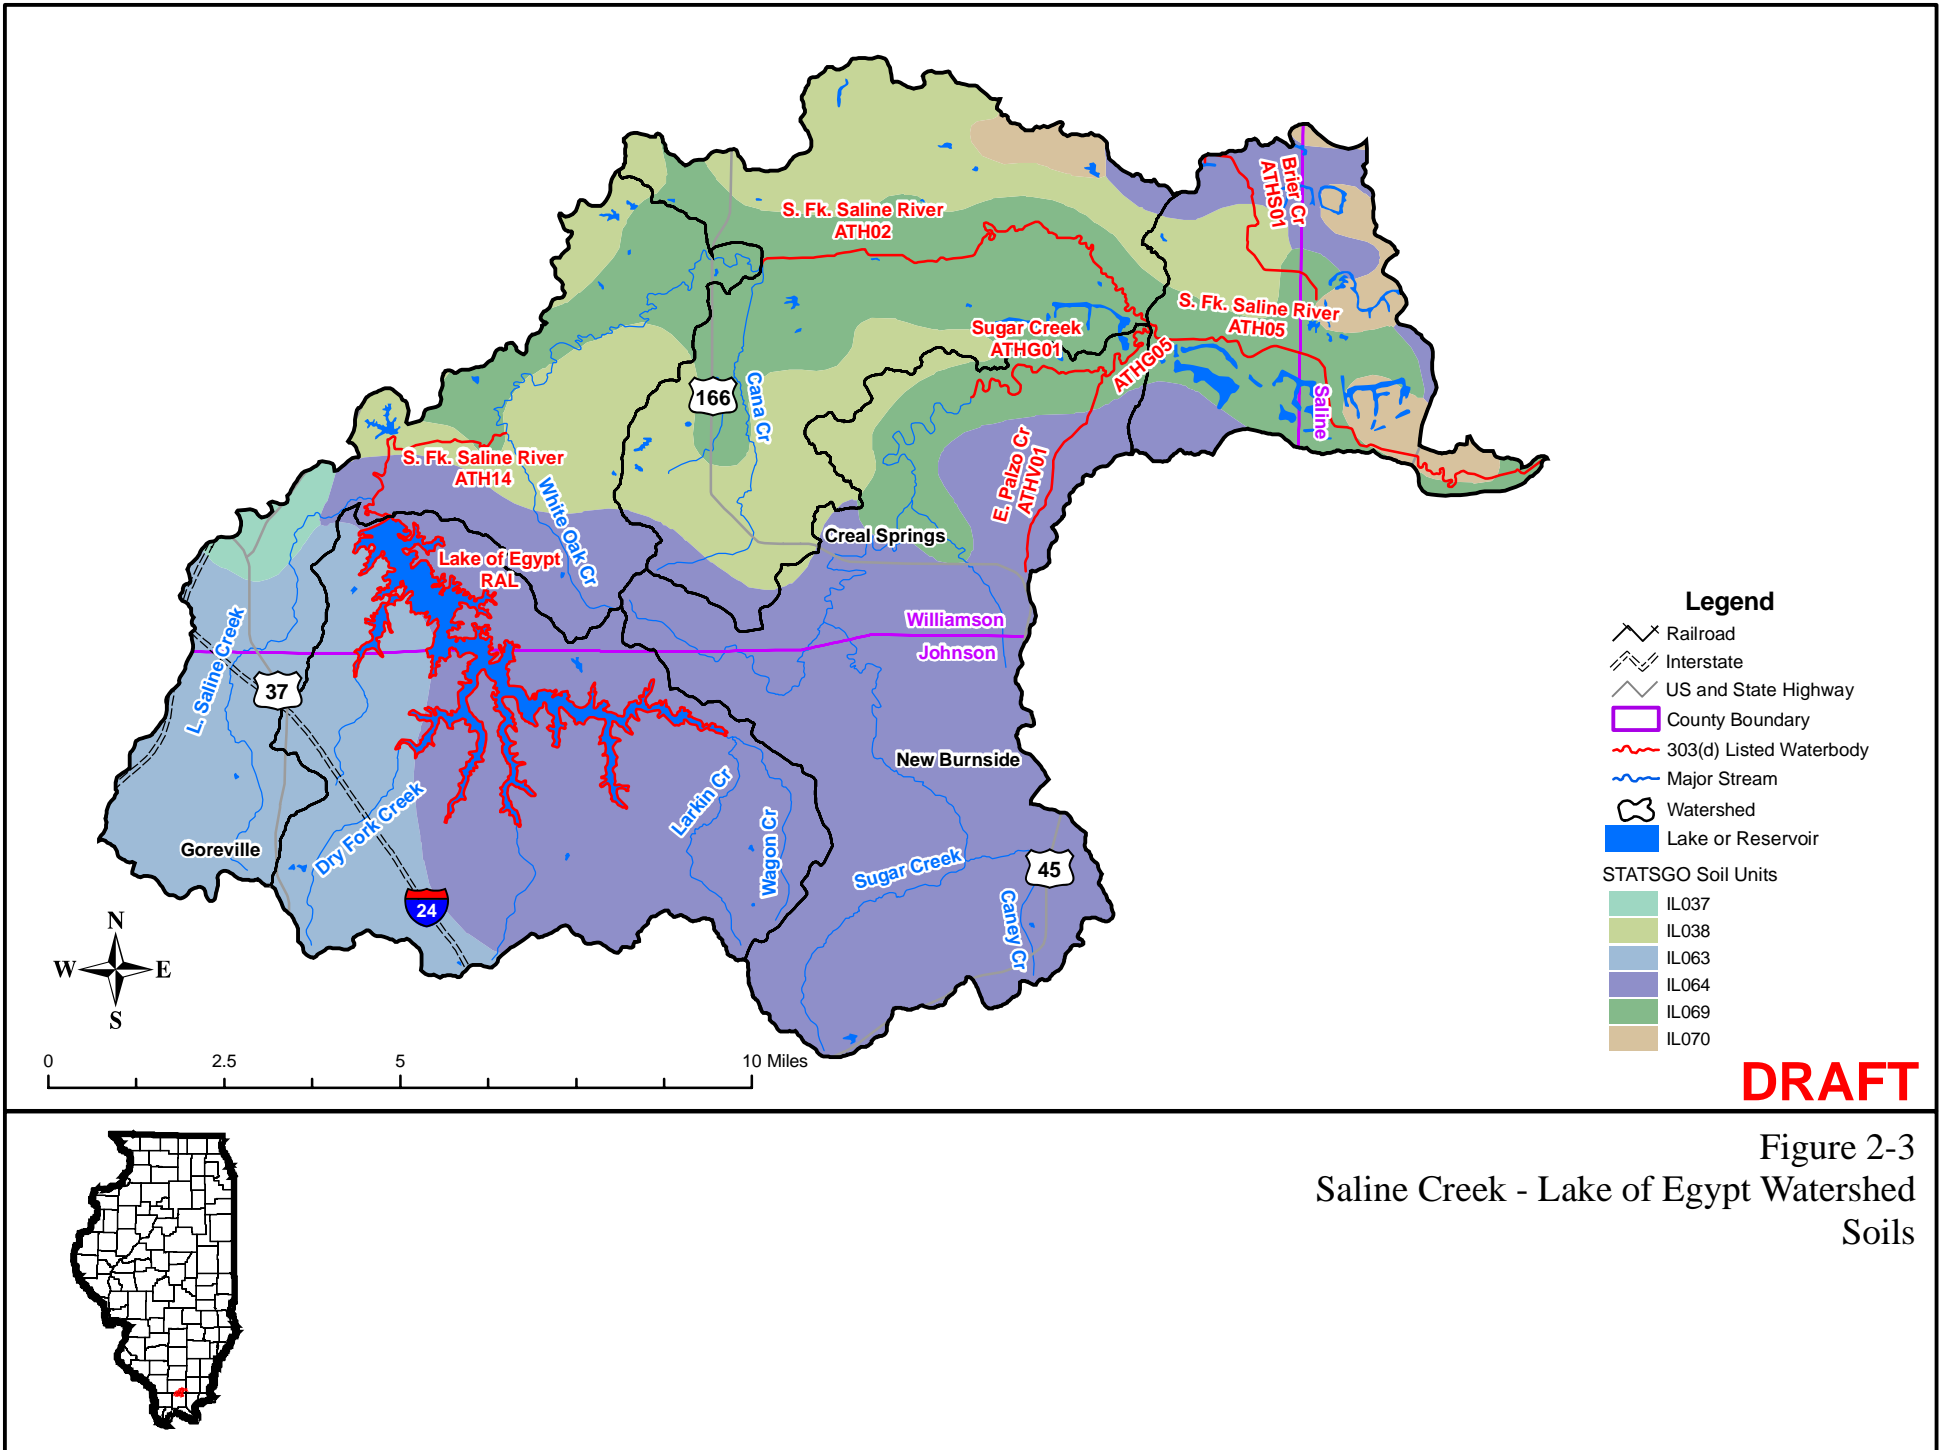 S. Fk. Saline River
ATH02
Brier Cr
ATHS01
S. Fk. Saline River
ATH05
Sugar Creek
ATHG01
ATHG05
166
Cana Cr
Saline
S. Fk. Saline River
ATH14
White Oak Cr
E. Palzo Cr
ATHV01
Creal Springs
Lake of Egypt
RAL
Williamson
Johnson
L. Saline Creek
37
New Burnside
Larkin Cr
Wagon Cr
Dry Fork Creek
Goreville
Sugar Creek
45
24
Caney Cr
N
W
E
S
0
2.5
5
10 Miles
Legend
Railroad
Interstate
US and State Highway
County Boundary
303(d) Listed Waterbody
Major Stream
Watershed
Lake or Reservoir
STATSGO Soil Units
IL037
IL038
IL063
IL064
IL069
IL070
DRAFT
Figure 2-3
Saline Creek - Lake of Egypt Watershed
Soils